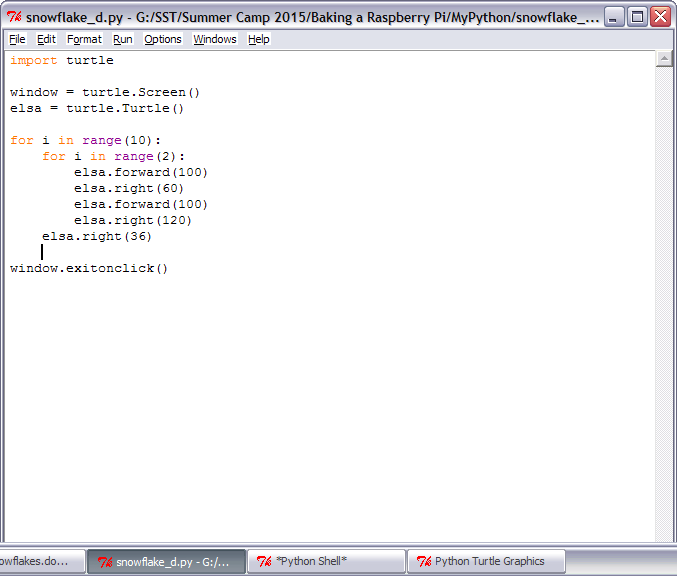 snowflake_d.py - G:/SST/Summer Camp 2015/Baking a Raspberry Pi/MyPython/snowflake_...
File Edit Format Run Options Windows Help
import turtle
window = turtle.Screen()
elsa = turtle.Turtle()
for i in range(10):
    for i in range(2):
        elsa.forward(100)
        elsa.right(60)
        elsa.forward(100)
        elsa.right(120)
    elsa.right(36)
window.exitonclick()
owflakes.do... snowflake_d.py - G:/... *Python Shell* Python Turtle Graphics